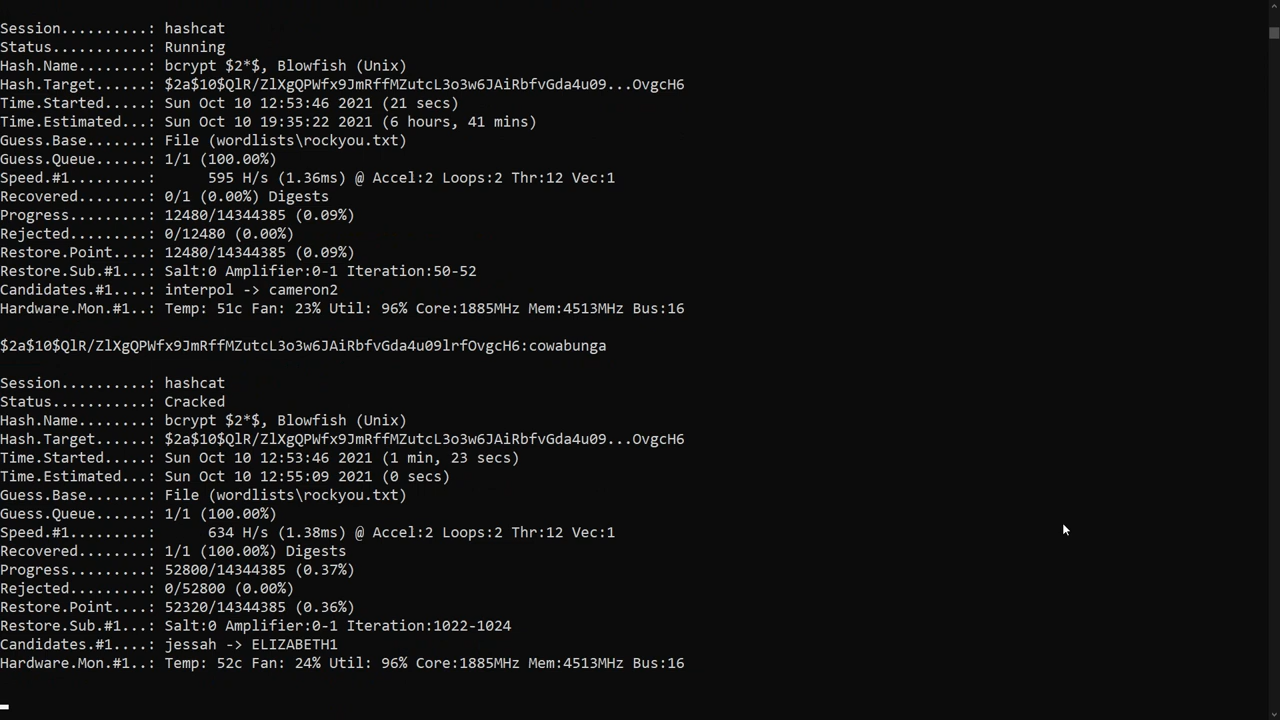 Session..........: hashcat
Status...........: Running
Hash.Name........: bcrypt $2*$, Blowfish (Unix)
Hash.Target......: $2a$10$QlR/ZlXgQPWfx9JmRffMZutcL3o3w6JAiRbfvGda4u09...OvgcH6
Time.Started.....: Sun Oct 10 12:53:46 2021 (21 secs)
Time.Estimated...: Sun Oct 10 19:35:22 2021 (6 hours, 41 mins)
Guess.Base.......: File (wordlists\rockyou.txt)
Guess.Queue......: 1/1 (100.00%)
Speed.#1.........:      595 H/s (1.36ms) @ Accel:2 Loops:2 Thr:12 Vec:1
Recovered........: 0/1 (0.00%) Digests
Progress.........: 12480/14344385 (0.09%)
Rejected.........: 0/12480 (0.00%)
Restore.Point....: 12480/14344385 (0.09%)
Restore.Sub.#1...: Salt:0 Amplifier:0-1 Iteration:50-52
Candidates.#1....: interpol -> cameron2
Hardware.Mon.#1..: Temp: 51c Fan: 23% Util: 96% Core:1885MHz Mem:4513MHz Bus:16
$2a$10$QlR/ZlXgQPWfx9JmRffMZutcL3o3w6JAiRbfvGda4u09lrfOvgcH6:cowabunga
Session..........: hashcat
Status...........: Cracked
Hash.Name........: bcrypt $2*$, Blowfish (Unix)
Hash.Target......: $2a$10$QlR/ZlXgQPWfx9JmRffMZutcL3o3w6JAiRbfvGda4u09...OvgcH6
Time.Started.....: Sun Oct 10 12:53:46 2021 (1 min, 23 secs)
Time.Estimated...: Sun Oct 10 12:55:09 2021 (0 secs)
Guess.Base.......: File (wordlists\rockyou.txt)
Guess.Queue......: 1/1 (100.00%)
Speed.#1.........:      634 H/s (1.38ms) @ Accel:2 Loops:2 Thr:12 Vec:1
Recovered........: 1/1 (100.00%) Digests
Progress.........: 52800/14344385 (0.37%)
Rejected.........: 0/52800 (0.00%)
Restore.Point....: 52320/14344385 (0.36%)
Restore.Sub.#1...: Salt:0 Amplifier:0-1 Iteration:1022-1024
Candidates.#1....: jessah -> ELIZABETH1
Hardware.Mon.#1..: Temp: 52c Fan: 24% Util: 96% Core:1885MHz Mem:4513MHz Bus:16